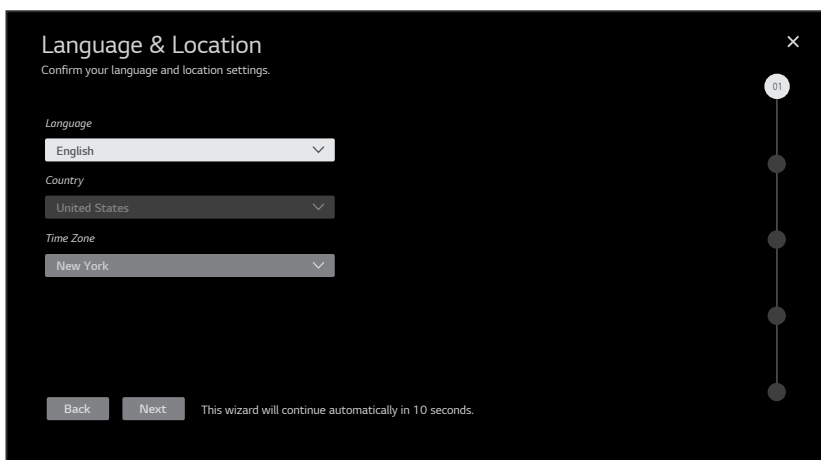 Language & Location
Confirm your language and location settings.
01
Language
English
Country
United States
Time Zone
New York
Back
Next
This wizard will continue automatically in 10 seconds.